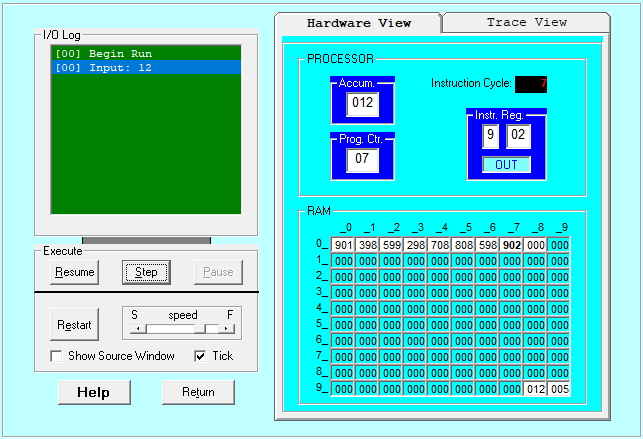 Hardware View
Trace View
I/O Log
[00] Begin Run
[00] Input: 12
PROCESSOR
Accum.
012
Instruction Cycle: 7
Prog. Ctr.
07
Instr. Reg.
9 02
OUT
RAM
_0 _1 _2 _3 _4 _5 _6 _7 _8 _9
0_ 901 398 599 298 708 808 598 902 000 000
1_ 000 000 000 000 000 000 000 000 000 000
2_ 000 000 000 000 000 000 000 000 000 000
3_ 000 000 000 000 000 000 000 000 000 000
4_ 000 000 000 000 000 000 000 000 000 000
5_ 000 000 000 000 000 000 000 000 000 000
6_ 000 000 000 000 000 000 000 000 000 000
7_ 000 000 000 000 000 000 000 000 000 000
8_ 000 000 000 000 000 000 000 000 000 000
9_ 000 000 000 000 000 000 000 000 012 005
Execute
Resume
Step
Pause
Restart
S speed F
Show Source Window
Tick
Help
Return